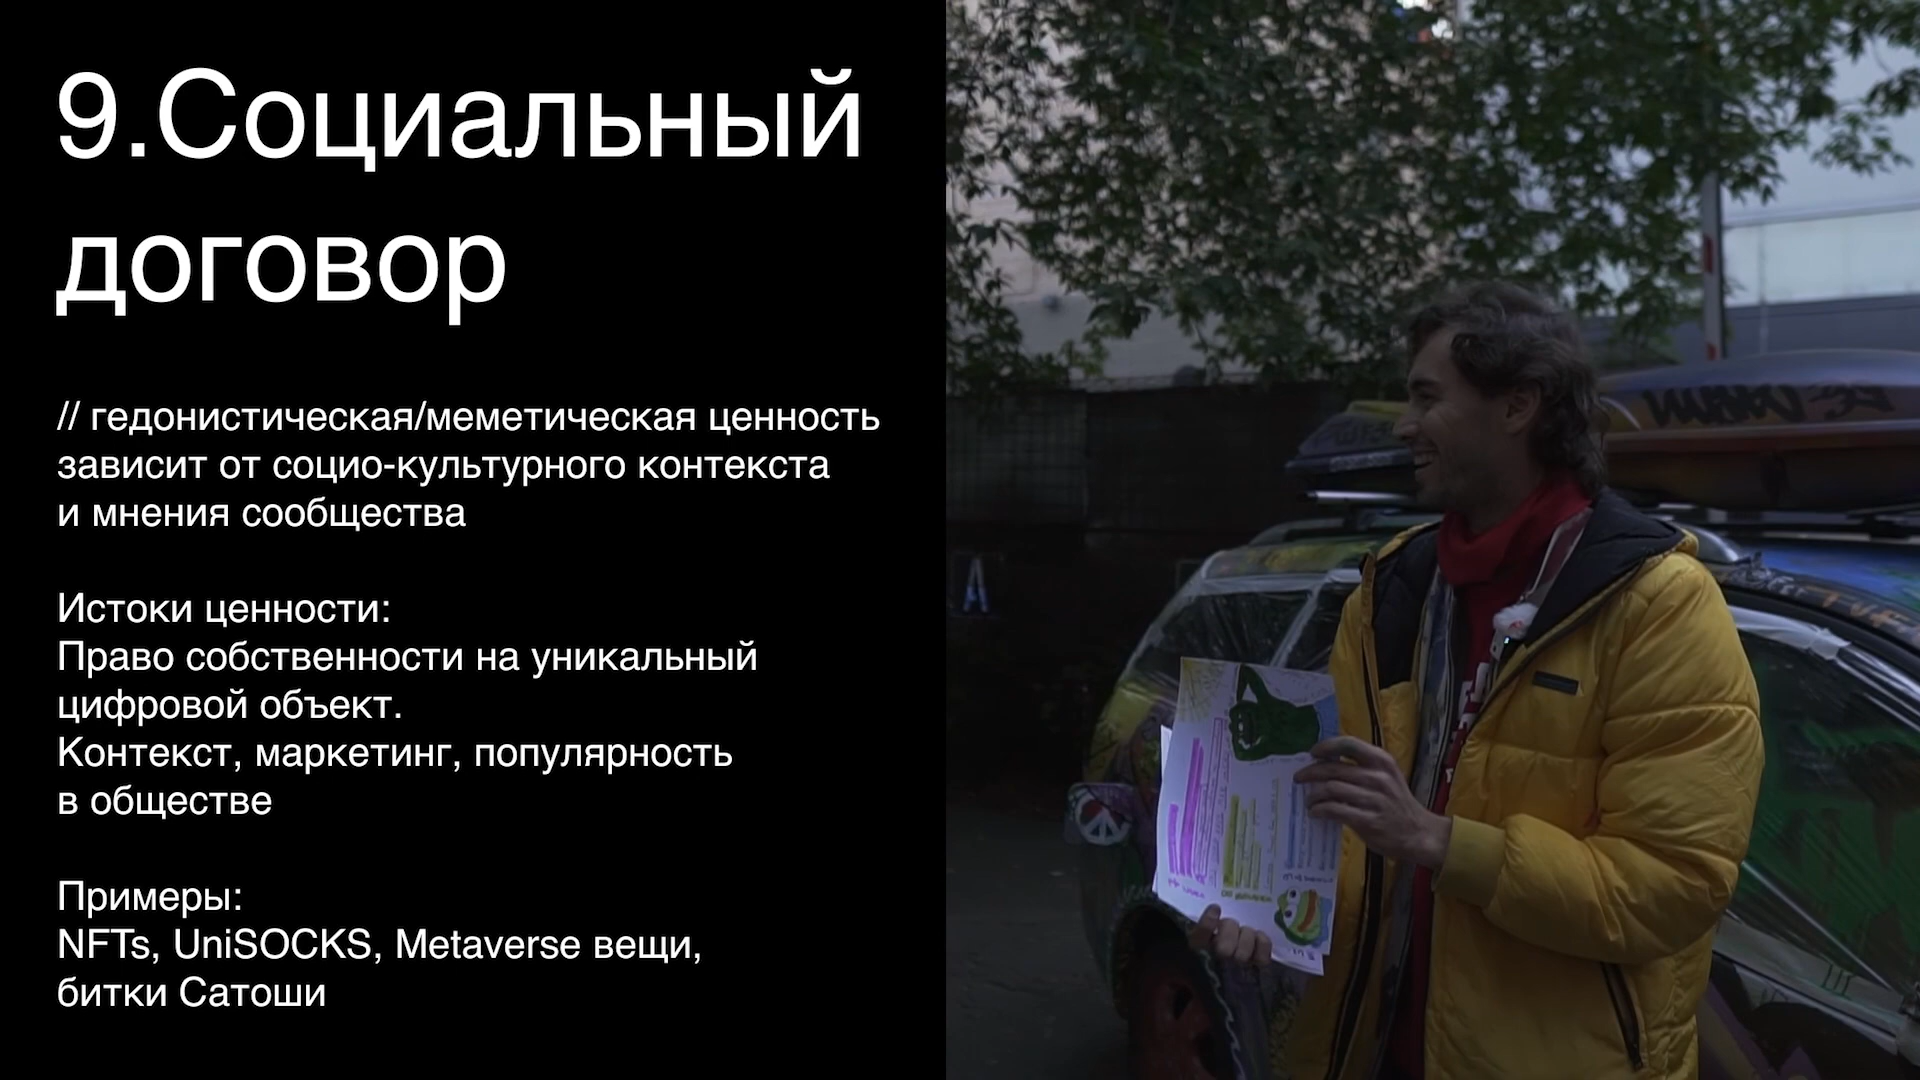 9.Социальный
договор
// гедонистическая/меметическая ценность
зависит от социо-культурного контекста
и мнения сообщества
Истоки ценности:
Право собственности на уникальный
цифровой объект.
Контекст, маркетинг, популярность
в обществе
Примеры:
NFTs, UniSOCKS, Metaverse вещи,
битки Сатоши